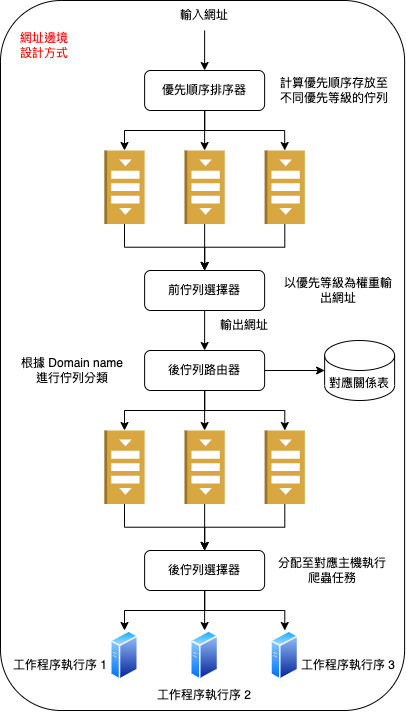 輸入網址
網址邊境
設計方式
優先順序排序器
計算優先順序存放至
不同優先等級的佇列
前佇列選擇器
以優先等級為權重輸
出網址
輸出網址
根據 Domain name
進行佇列分類
後佇列路由器
對應關係表
後佇列選擇器
分配至對應主機執行
爬蟲任務
工作程序執行序 1
工作程序執行序 3
工作程序執行序 2